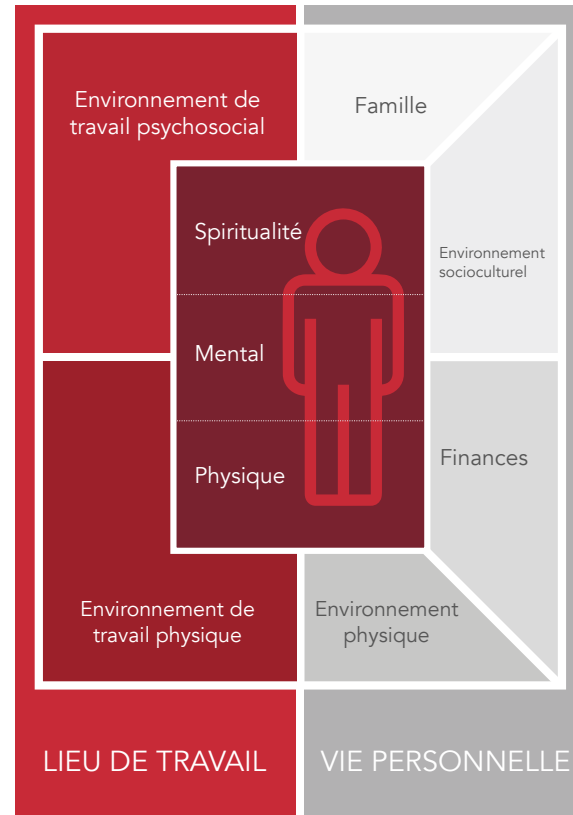 Environnement de
travail psychosocial
Famille
Spiritualité
Environnement
socioculturel
Mental
Physique
Finances
Environnement de
travail physique
Environnement
physique
LIEU DE TRAVAIL
VIE PERSONNELLE